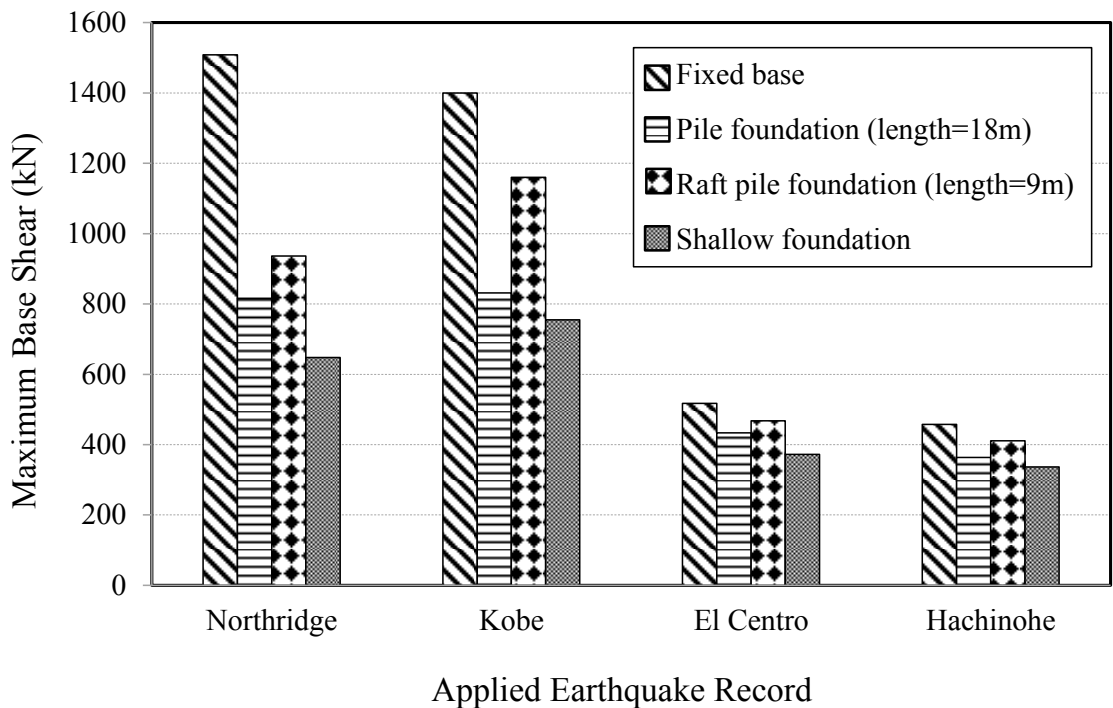 Maximum Base Shear (kN)
1600
1400
1200
1000
800
600
400
200
0
Fixed base
Pile foundation (length=18m)
Raft pile foundation (length=9m)
Shallow foundation
Northridge
Kobe
El Centro
Hachinohe
Applied Earthquake Record